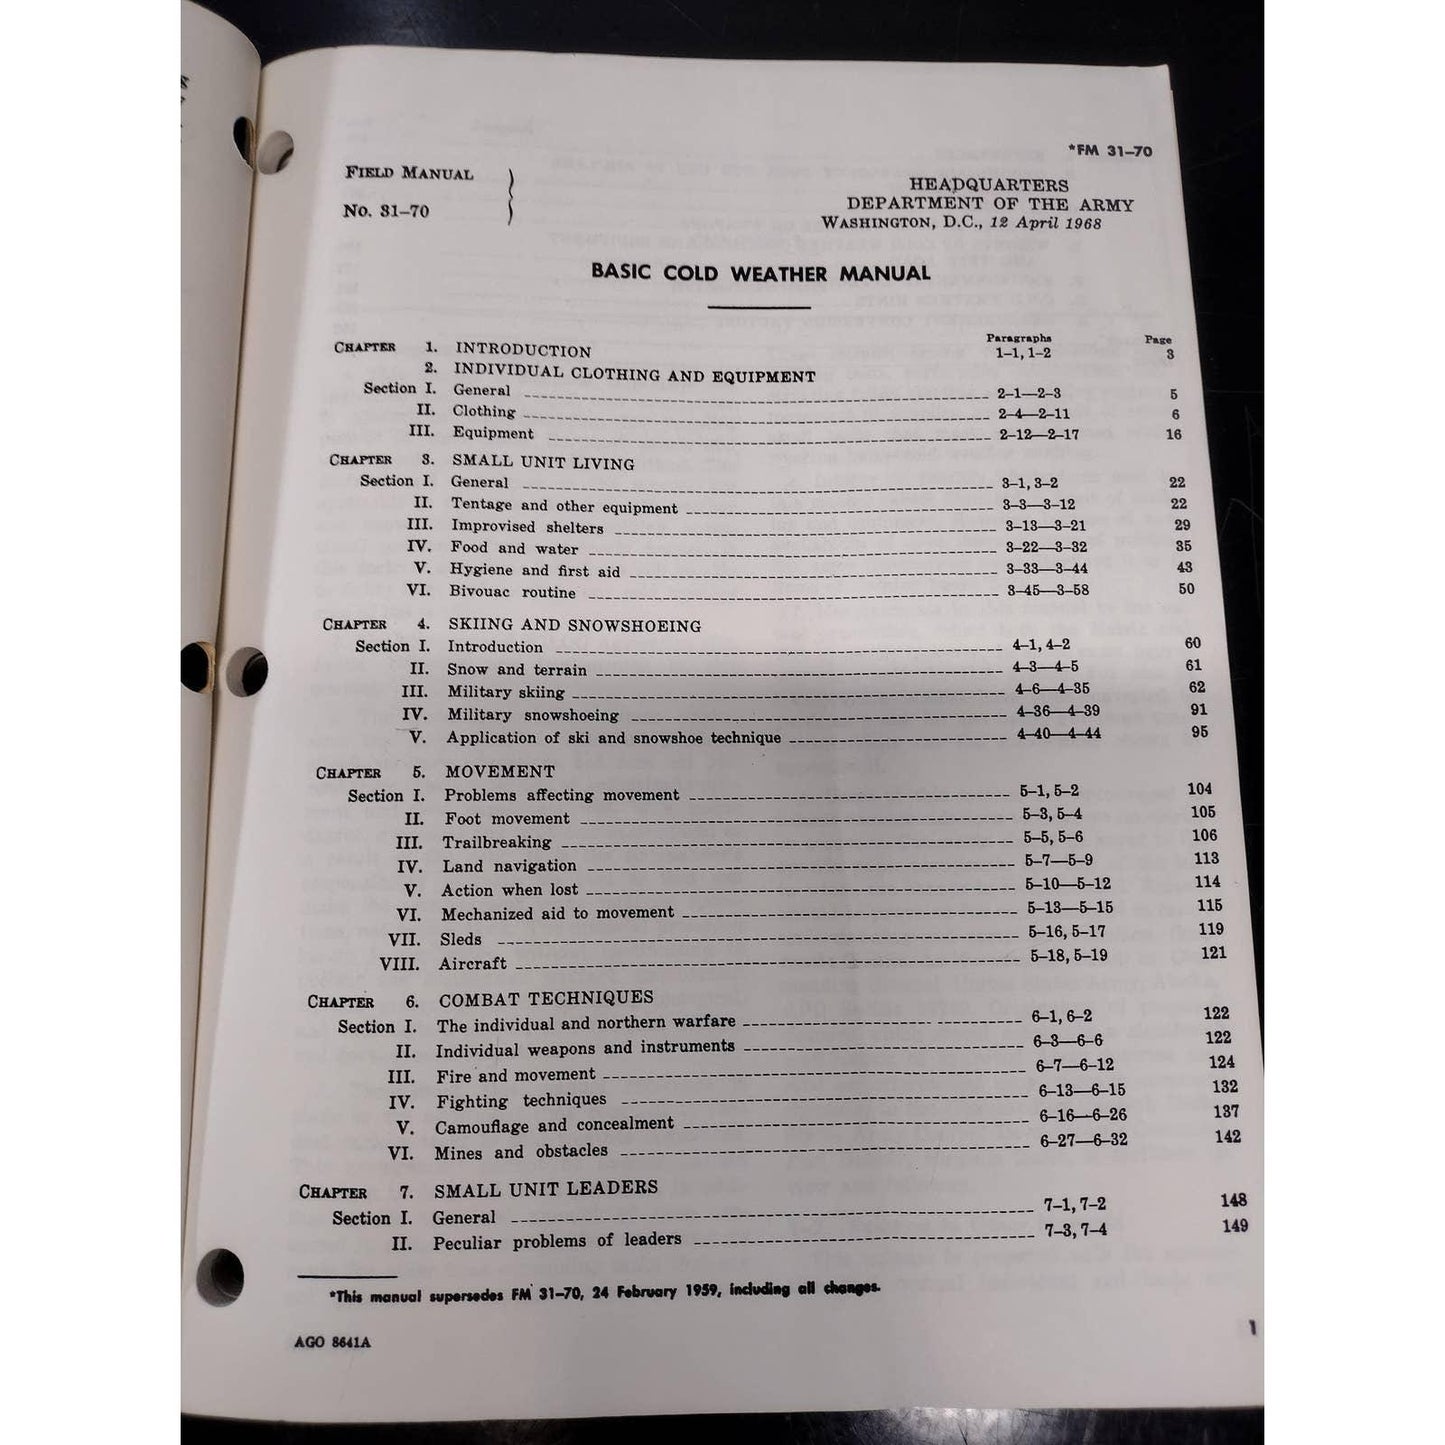 *FM 31–70
FIELD MANUAL
No. 31–70
HEADQUARTERS
DEPARTMENT OF THE ARMY
WASHINGTON, D.C., 12 April 1968
BASIC COLD WEATHER MANUAL
Paragraphs Page
CHAPTER 1. INTRODUCTION 1–1, 1–2 3
2. INDIVIDUAL CLOTHING AND EQUIPMENT
Section I. General 2–1—2–3 5
II. Clothing 2–4—2–11 6
III. Equipment 2–12—2–17 16
CHAPTER 3. SMALL UNIT LIVING
Section I. General 3–1, 3–2 22
II. Tentage and other equipment 3–3—3–12 22
III. Improvised shelters 3–13—3–21 29
IV. Food and water 3–22—3–32 35
V. Hygiene and first aid 3–33—3–44 43
VI. Bivouac routine 3–45—3–58 50
CHAPTER 4. SKIING AND SNOWSHOEING
Section I. Introduction 4–1, 4–2 60
II. Snow and terrain 4–3—4–5 61
III. Military skiing 4–6—4–35 62
IV. Military snowshoeing 4–36—4–39 91
V. Application of ski and snowshoe technique 4–40—4–44 95
CHAPTER 5. MOVEMENT
Section I. Problems affecting movement 5–1, 5–2 104
II. Foot movement 5–3, 5–4 105
III. Trailbreaking 5–5, 5–6 106
IV. Land navigation 5–7—5–9 113
V. Action when lost 5–10—5–12 114
VI. Mechanized aid to movement 5–13—5–15 115
VII. Sleds 5–16, 5–17 119
VIII. Aircraft 5–18, 5–19 121
CHAPTER 6. COMBAT TECHNIQUES
Section I. The individual and northern warfare 6–1, 6–2 122
II. Individual weapons and instruments 6–3—6–6 122
III. Fire and movement 6–7—6–12 124
IV. Fighting techniques 6–13—6–15 132
V. Camouflage and concealment 6–16—6–26 137
VI. Mines and obstacles 6–27—6–32 142
CHAPTER 7. SMALL UNIT LEADERS
Section I. General 7–1, 7–2 148
II. Peculiar problems of leaders 7–3, 7–4 149
*This manual supersedes FM 31–70, 24 February 1959, including all changes.
AGO 8641A
1